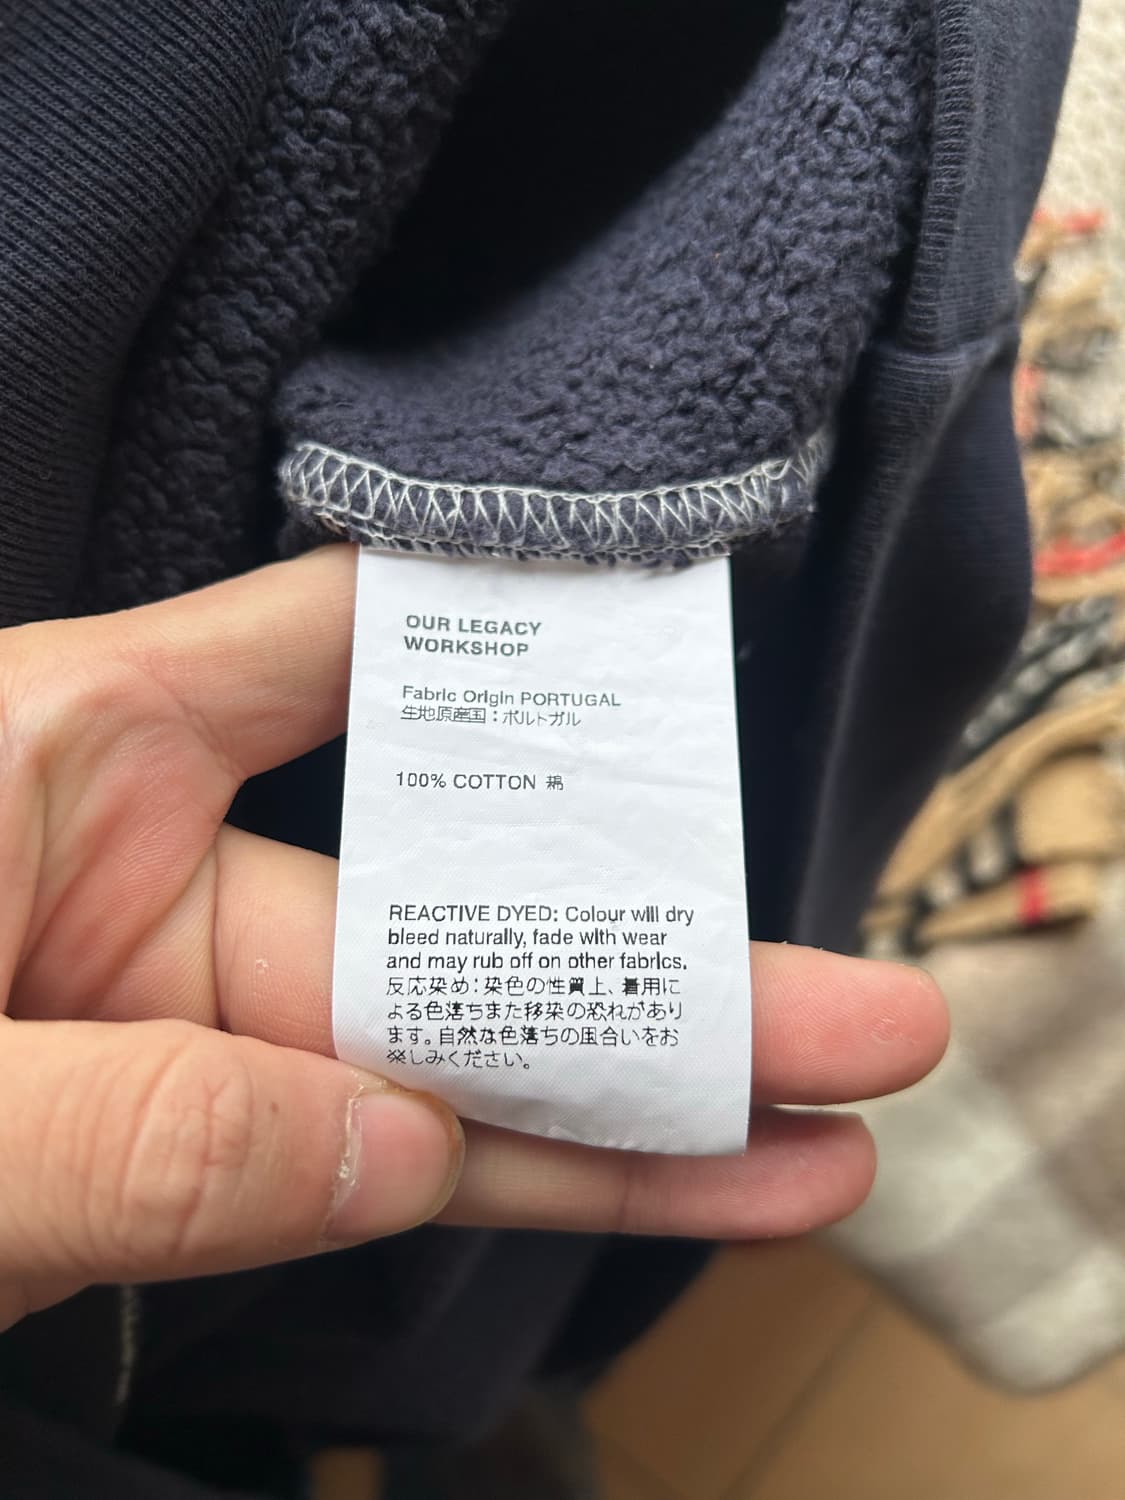 OUR LEGACY
WORKSHOP
Fabric Origin PORTUGAL
生地原産国：ポルトガル
100% COTTON 綿
REACTIVE DYED: Colour will dry
bleed naturally, fade with wear
and may rub off on other fabrics.
反応染め：染色の性質上、着用に
よる色落ちまた移染の恐れがあり
ます。自然な色落ちの風合いをお
楽しみください。